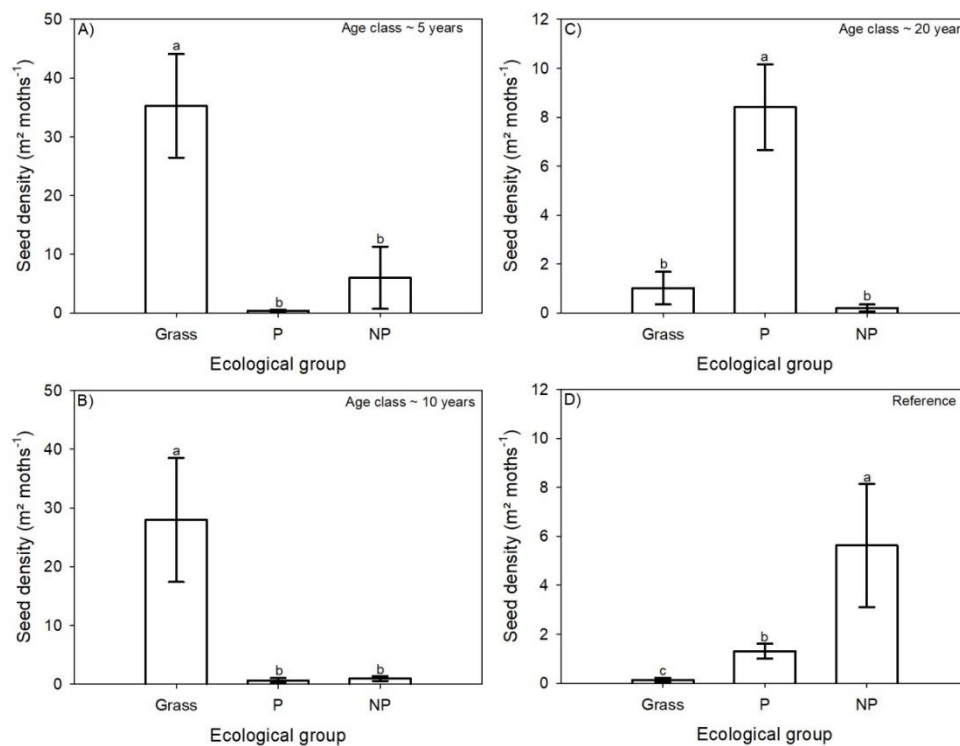 A)
Age class ~ 5 years
50
40
30
20
10
0
Seed density (m² moths⁻¹)
a
b
b
Grass P NP
Ecological group
B)
Age class ~ 10 years
50
40
30
20
10
0
Seed density (m² moths⁻¹)
a
b
b
Grass P NP
Ecological group
C)
Age class ~ 20 year
12
10
8
6
4
2
0
Seed density (m² moths⁻¹)
b
a
b
Grass P NP
Ecological group
D)
Reference
12
10
8
6
4
2
0
Seed density (m² moths⁻¹)
c
b
a
Grass P NP
Ecological group